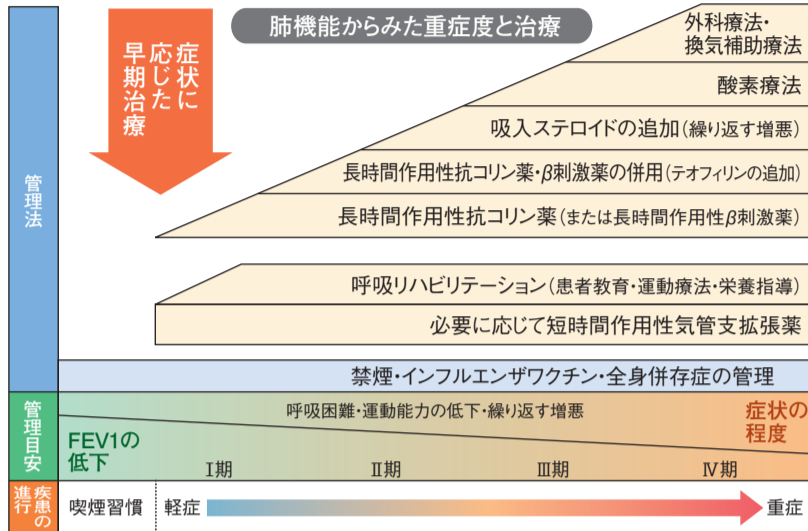 肺機能からみた重症度と治療
症状に
応じた
早期治療
外科療法・
換気補助療法
酸素療法
吸入ステロイドの追加(繰り返す増悪)
長時間作用性抗コリン薬・β刺激薬の併用(テオフィリンの追加)
長時間作用性抗コリン薬(または長時間作用性β刺激薬)
管理法
呼吸リハビリテーション(患者教育・運動療法・栄養指導)
必要に応じて短時間作用性気管支拡張薬
禁煙・インフルエンザワクチン・全身併存症の管理
管理目安
呼吸困難・運動能力の低下・繰り返す増悪
症状の
程度
FEV1の
低下
Ⅰ期
Ⅱ期
Ⅲ期
Ⅳ期
疾患の
進行
喫煙習慣
軽症
重症